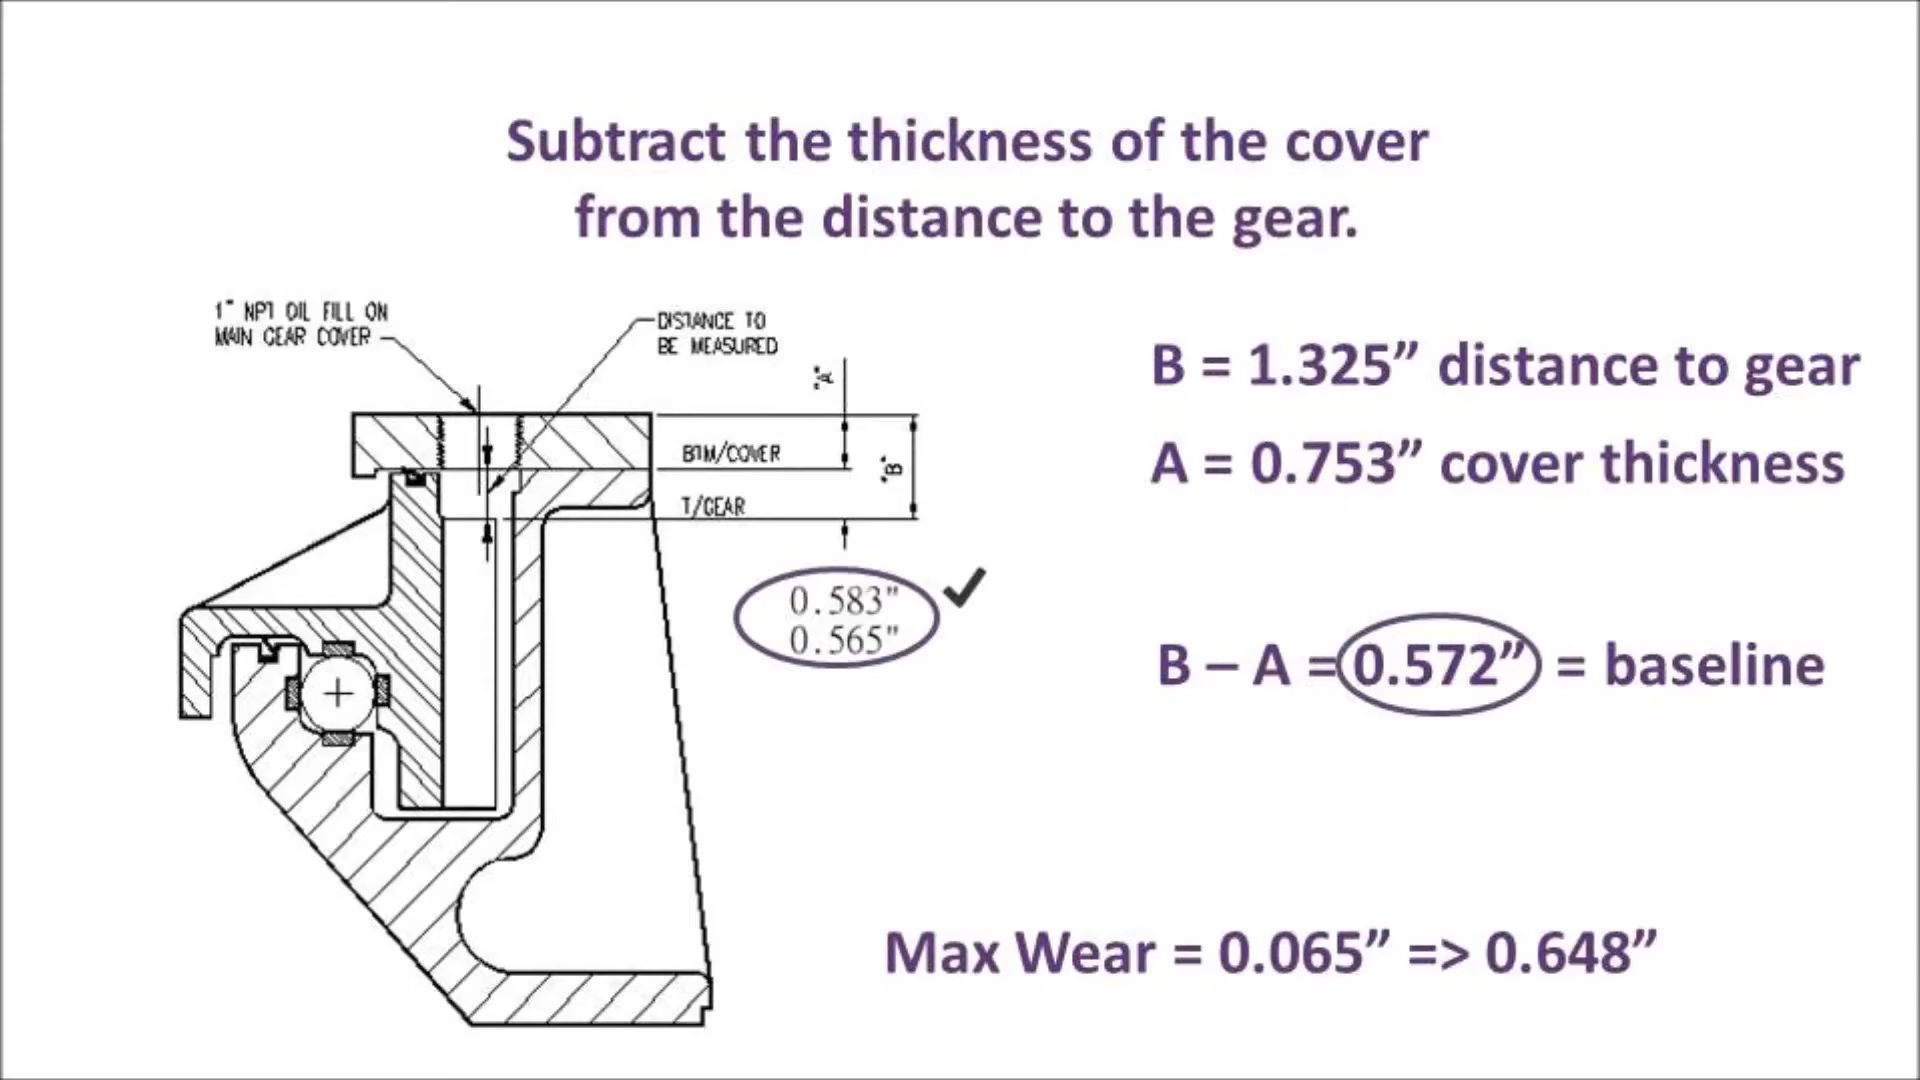 Subtract the thickness of the cover
from the distance to the gear.
1" NPT OIL FILL ON
MAIN GEAR COVER
DISTANCE TO
BE MEASURED
"A"
B = 1.325” distance to gear
BTM/COVER
"B"
A = 0.753” cover thickness
T/GEAR
0.583"
0.565"
B – A = 0.572” = baseline
Max Wear = 0.065” => 0.648”